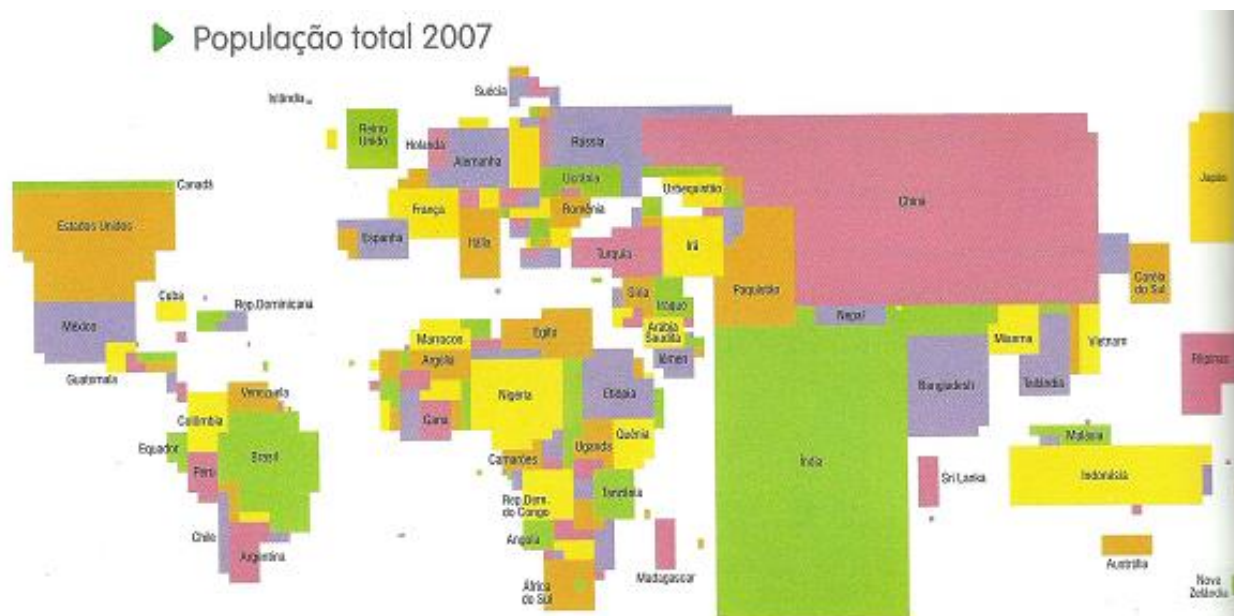 População total 2007
Islândia
Suécia
Reino
Unido
Holanda
Alemanha
Rússia
Ucrânia
Uzbequistão
China
Japão
Canadá
Estados Unidos
França
Espanha
Itália
Romênia
Turquia
Irã
Paquistão
Coréia
do Sul
Cuba
Rep.Dominicana
México
Guatemala
Síria
Iraque
Arábia
Saudita
Iêmen
Marrocos
Argélia
Egito
Nepal
Mianma
Vietnam
Bangladesh
Tailândia
Filipinas
Venezuela
Colômbia
Equador
Peru
Brasil
Chile
Argentina
Gana
Nigéria
Etiópia
Uganda
Quênia
Camarões
Rep. Dem.
do Congo
Tanzânia
Angola
África
do Sul
Madagascar
Índia
Sri Lanka
Malásia
Indonésia
Austrália
Nova
Zelândia